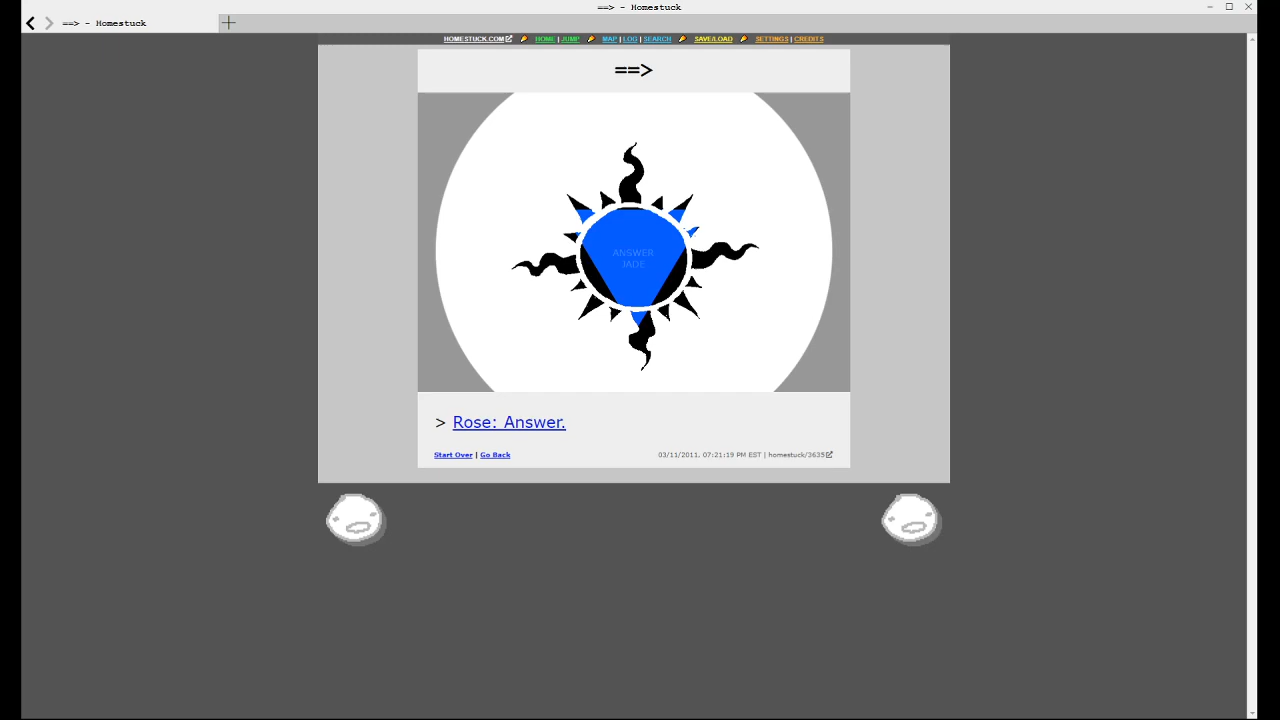 ==> - Homestuck
==> - Homestuck
HOMESTUCK.COM HOME | JUMP MAP | LOG | SEARCH SAVE/LOAD SETTINGS | CREDITS
==>
ANSWER
JADE
> Rose: Answer.
Start Over | Go Back
03/11/2011, 07:21:19 PM EST | homestuck/3635